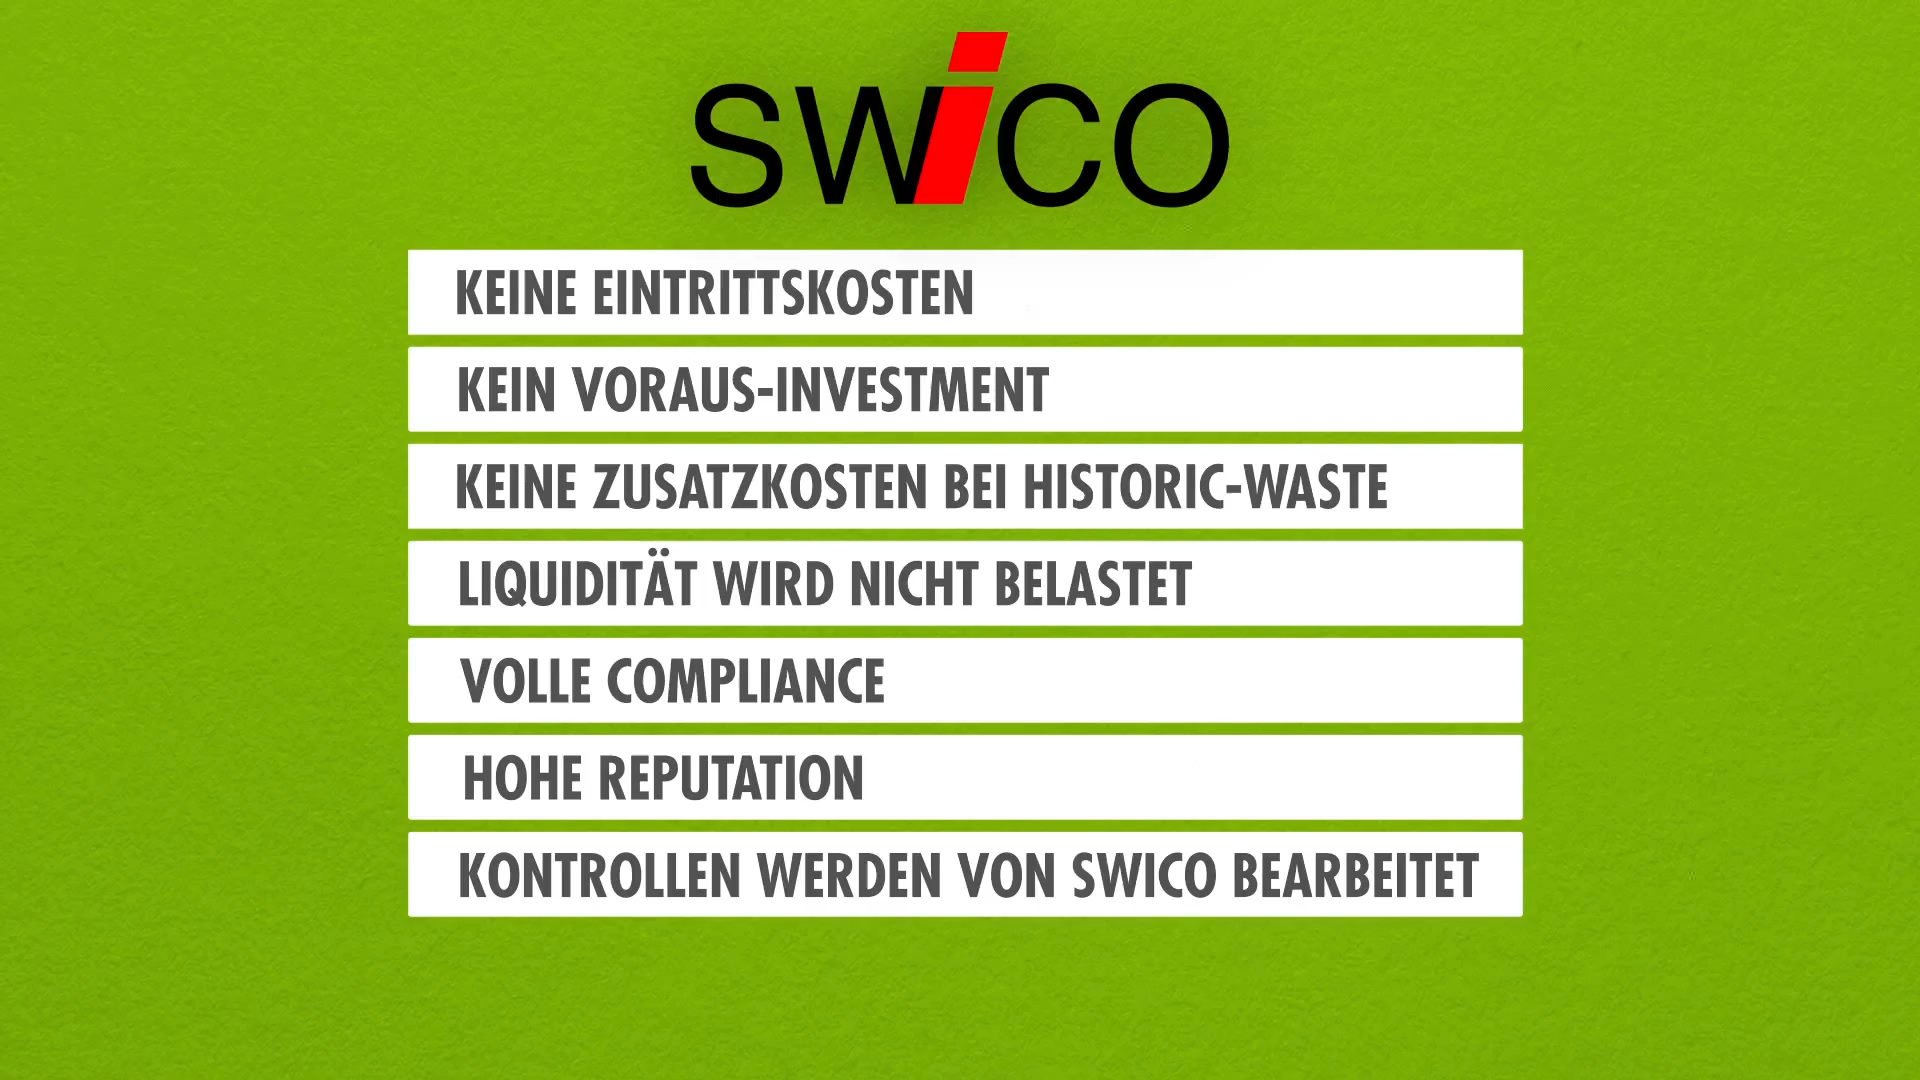 SWiCO
KEINE EINTRITTSKOSTEN
KEIN VORAUS-INVESTMENT
KEINE ZUSATZKOSTEN BEI HISTORIC-WASTE
LIQUIDITÄT WIRD NICHT BELASTET
VOLLE COMPLIANCE
HOHE REPUTATION
KONTROLLEN WERDEN VON SWICO BEARBEITET